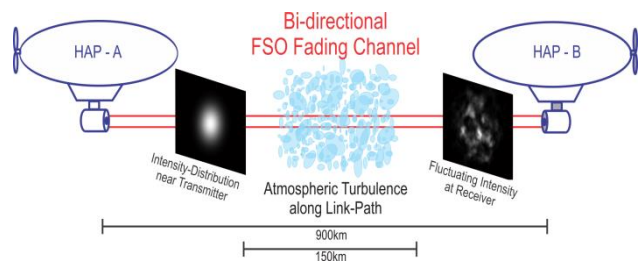 Bi-directional
FSO Fading Channel
HAP - A
HAP - B
Intensity-Distribution
near Transmitter
Atmospheric Turbulence
along Link-Path
Fluctuating Intensity
at Receiver
900km
150km